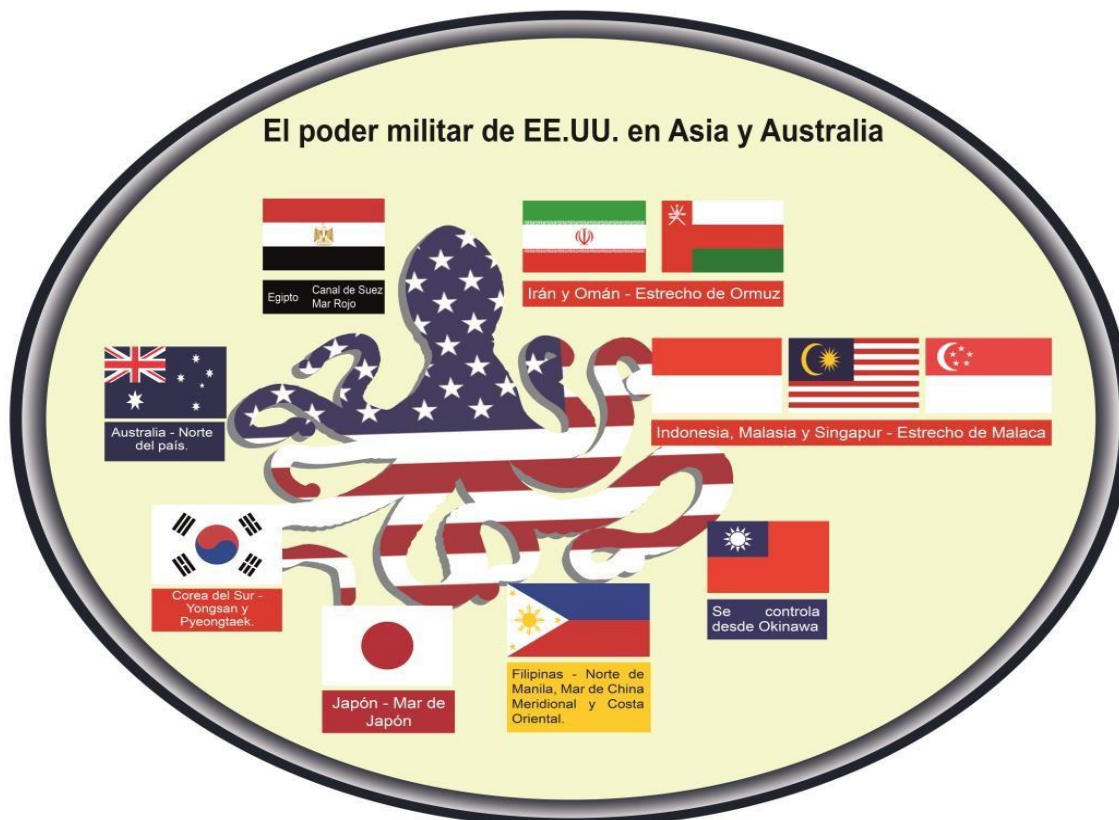 El poder militar de EE.UU. en Asia y Australia
Egipto Canal de Suez
Mar Rojo
Irán y Omán - Estrecho de Ormuz
Australia - Norte
del país.
Indonesia, Malasia y Singapur - Estrecho de Malaca
Corea del Sur -
Yongsan y
Pyeongtaek.
Japón - Mar de
Japón
Filipinas - Norte de
Manila, Mar de China
Meridional y Costa
Oriental.
Se controla
desde Okinawa